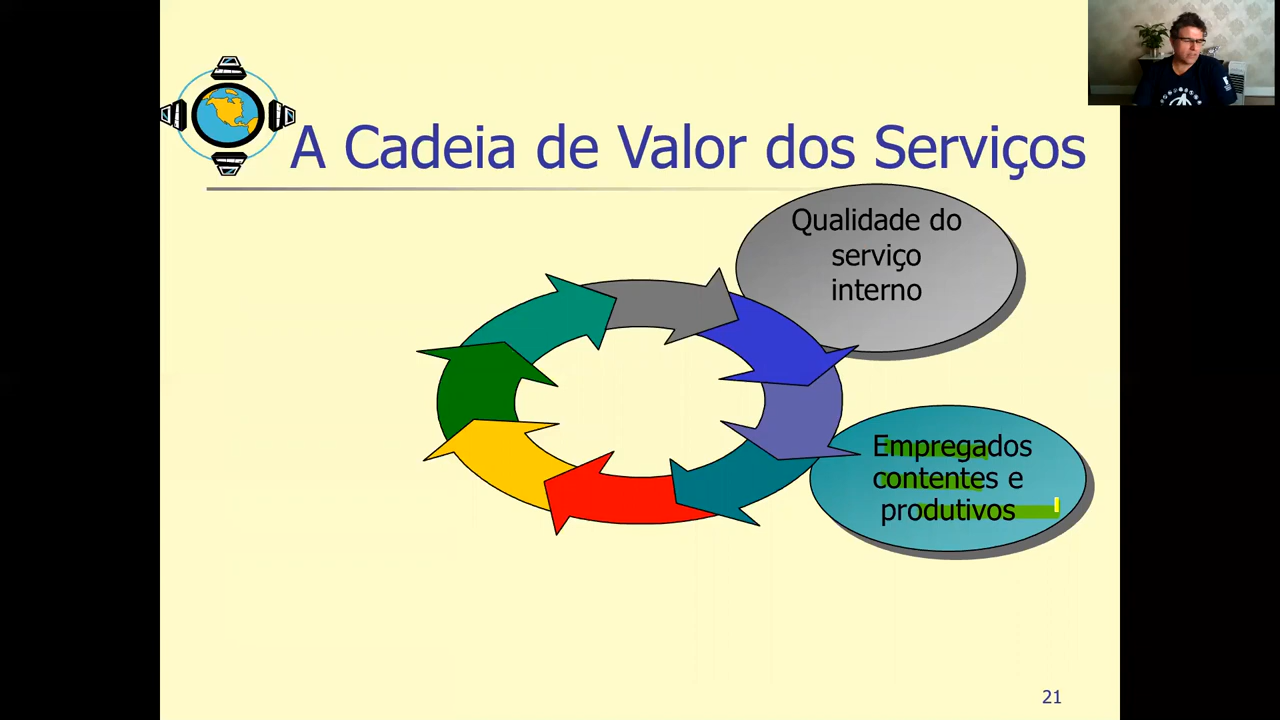 A Cadeia de Valor dos Serviços
Qualidade do
serviço
interno
Empregados
contentes e
produtivos
21